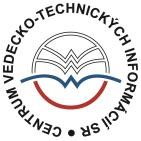 CENTRUM VEDECKO-TECHNICKÝCH INFORMÁCIÍ SR •